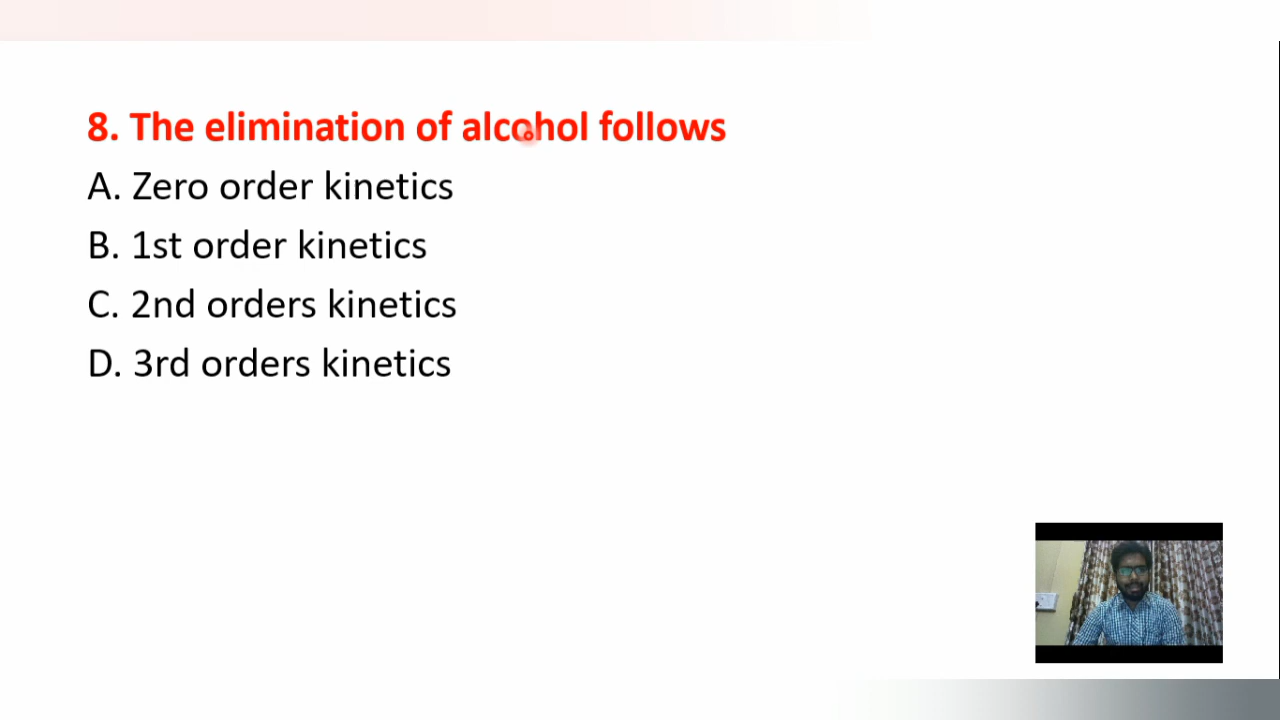 8. The elimination of alcohol follows
A. Zero order kinetics
B. 1st order kinetics
C. 2nd orders kinetics
D. 3rd orders kinetics